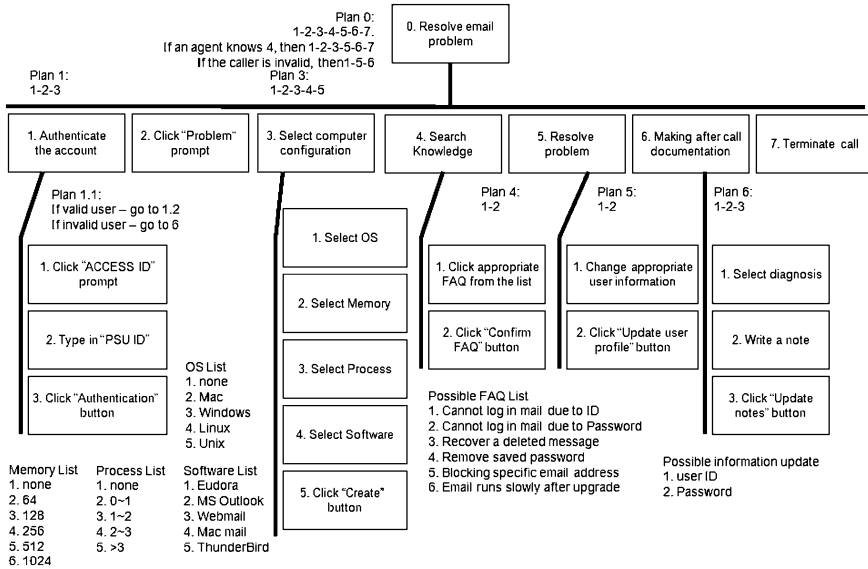 Plan 0:
1-2-3-4-5-6-7.
If an agent knows 4, then 1-2-3-5-6-7
If the caller is invalid, then1-5-6
0. Resolve email
problem
Plan 1:
1-2-3
Plan 3:
1-2-3-4-5
1. Authenticate
the account
2. Click "Problem"
prompt
3. Select computer
configuration
4. Search
Knowledge
5. Resolve
problem
6. Making after call
documentation
7. Terminate call
Plan 1.1:
If valid user – go to 1.2
If invalid user – go to 6
1. Click "ACCESS ID"
prompt
2. Type in "PSU ID"
3. Click "Authentication"
button
1. Select OS
2. Select Memory
3. Select Process
4. Select Software
5. Click "Create"
button
Plan 4:
1-2
1. Click appropriate
FAQ from the list
2. Click "Confirm
FAQ" button
Plan 5:
1-2
1. Change appropriate
user information
2. Click "Update user
profile" button
Plan 6:
1-2-3
1. Select diagnosis
2. Write a note
3. Click "Update
notes" button
OS List
1. none
2. Mac
3. Windows
4. Linux
5. Unix
Memory List
1. none
2. 64
3. 128
4. 256
5. 512
6. 1024
Process List
1. none
2. 0~1
3. 1~2
4. 2~3
5. >3
Software List
1. Eudora
2. MS Outlook
3. Webmail
4. Mac mail
5. ThunderBird
Possible FAQ List
1. Cannot log in mail due to ID
2. Cannot log in mail due to Password
3. Recover a deleted message
4. Remove saved password
5. Blocking specific email address
6. Email runs slowly after upgrade
Possible information update
1. user ID
2. Password